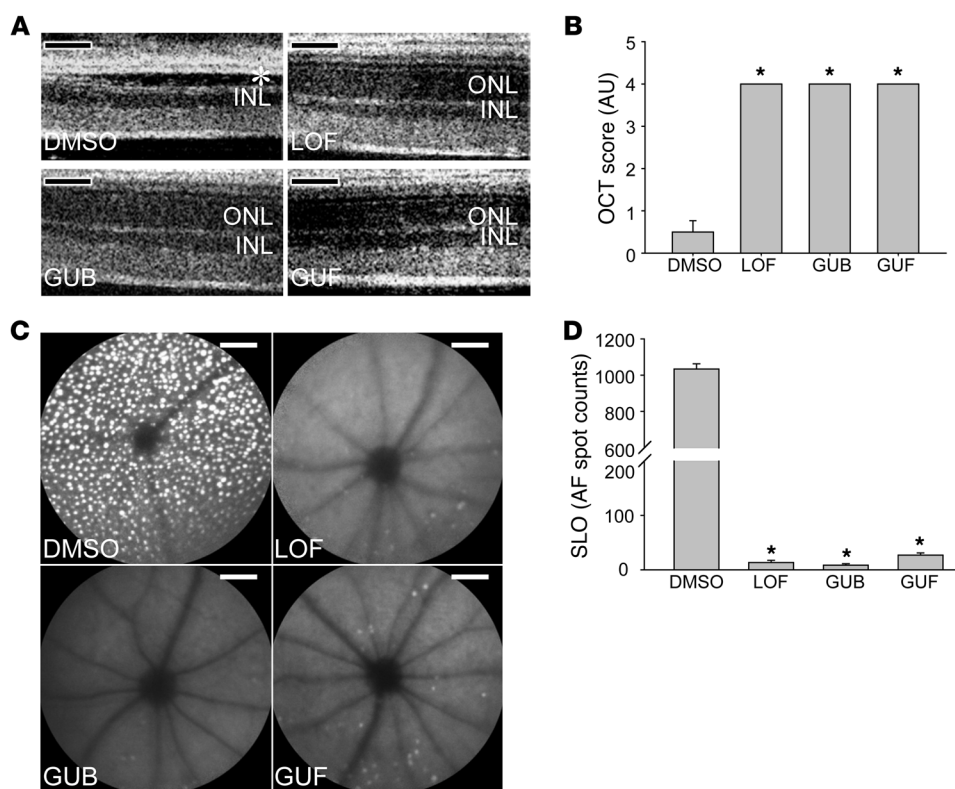 A
*
INL
DMSO
ONL
INL
LOF
ONL
INL
GUB
ONL
INL
GUF
B
OCT score (AU)
5
4
3
2
1
0
* * *
DMSO LOF GUB GUF
C
DMSO
LOF
GUB
GUF
D
SLO (AF spot counts)
1200
1000
800
600
200
100
0
* * *
DMSO LOF GUB GUF